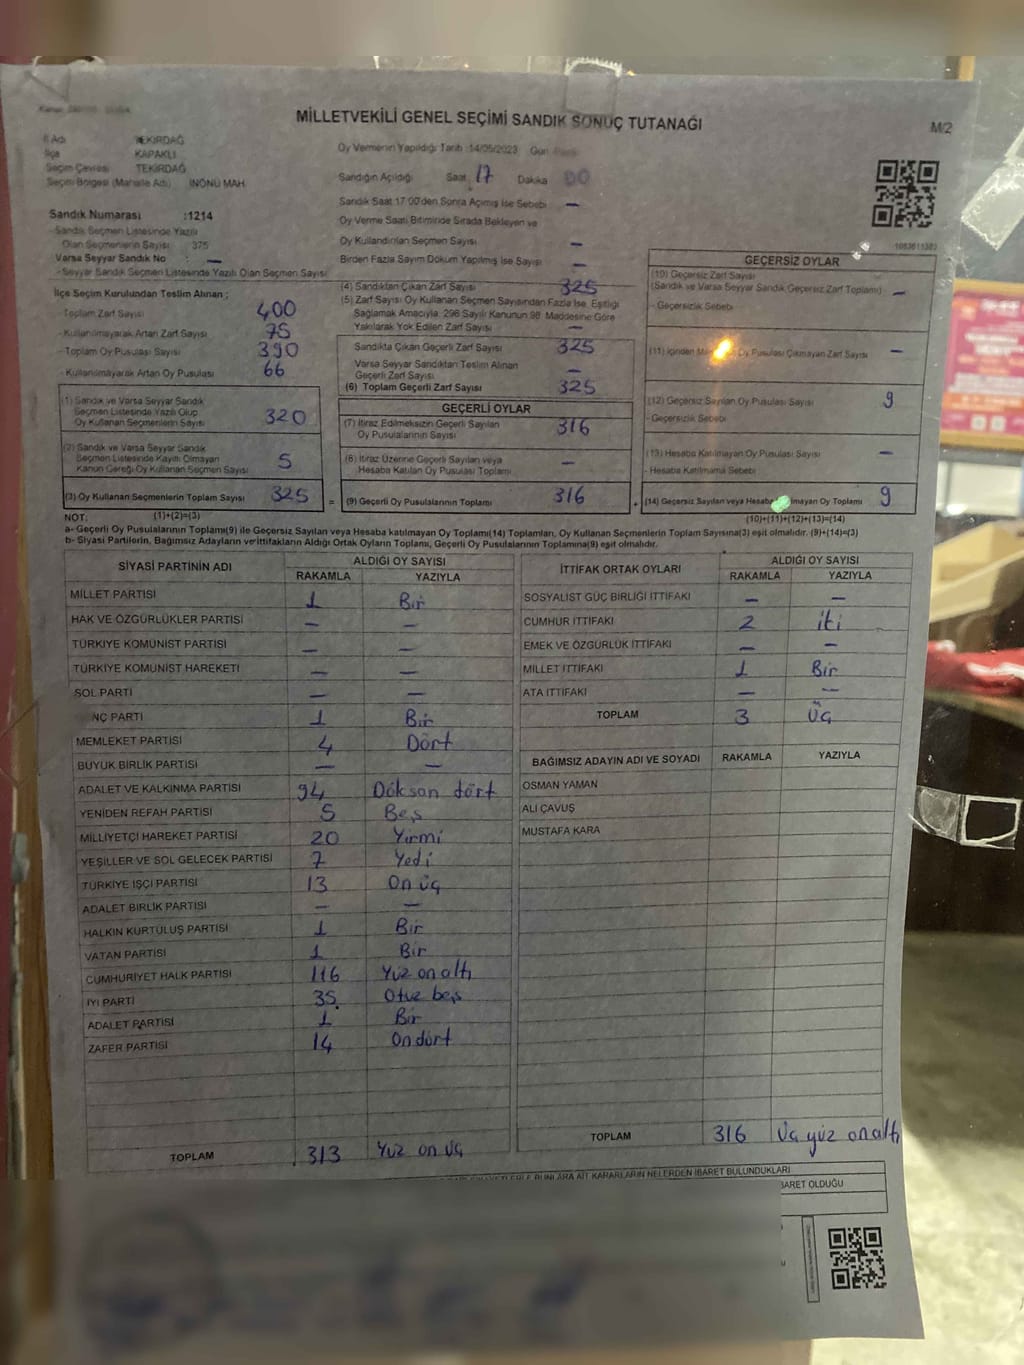 MİLLETVEKİLİ GENEL SEÇİMİ SANDIK SONUÇ TUTANAĞI
M/2
İl Adı TEKİRDAĞ
İlçe KAPAKLI
Seçim Çevresi TEKİRDAĞ
Seçim Bölgesi (Mahalle Adı) İNÖNÜ MAH.
Oy Vermenin Yapıldığı Tarih :14/05/2023 Gün
Sandığın Açıldığı Saat 17 Dakika 00
Sandık Saat 17:00'den Sonra Açılmış İse Sebebi –
Oy Verme Saati Bitiminde Sırada Bekleyen ve
Oy Kullandırılan Seçmen Sayısı –
Birden Fazla Sayım Döküm Yapılmış İse Sayısı –
Sandık Numarası :1214
- Sandık Seçmen Listesinde Yazılı
Olan Seçmenlerin Sayısı 375
Varsa Seyyar Sandık No : –
- Seyyar Sandık Seçmen Listesinde Yazılı Olan Seçmen Sayısı
İlçe Seçim Kurulundan Teslim Alınan ;
- Toplam Zarf Sayısı 400
- Kullanılmayarak Artan Zarf Sayısı 75
- Toplam Oy Pusulası Sayısı 390
- Kullanılmayarak Artan Oy Pusulası 66
(1) Sandık ve Varsa Seyyar Sandık
Seçmen Listesinde Yazılı Olup
Oy Kullanan Seçmenlerin Sayısı 320
(2) Sandık ve Varsa Seyyar Sandık
Seçmen Listesinde Kayıtlı Olmayan
Kanun Gereği Oy Kullanan Seçmen Sayısı 5
(3) Oy Kullanan Seçmenlerin Toplam Sayısı 325
(1)+(2)=(3)
(4) Sandıktan Çıkan Zarf Sayısı 325
(5) Zarf Sayısı Oy Kullanan Seçmen Sayısından Fazla İse, Eşitliği
Sağlamak Amacıyla, 298 Sayılı Kanunun 98. Maddesine Göre
Yakılarak Yok Edilen Zarf Sayısı –
Sandıkta Çıkan Geçerli Zarf Sayısı 325
Varsa Seyyar Sandıktan Teslim Alınan
Geçerli Zarf Sayısı –
(6) Toplam Geçerli Zarf Sayısı 325
GEÇERLİ OYLAR
(7) İtiraz Edilmeksizin Geçerli Sayılan
Oy Pusulalarının Sayısı 316
(8) İtiraz Üzerine Geçerli Sayılan veya
Hesaba Katılan Oy Pusulası Toplamı –
= (9) Geçerli Oy Pusulalarının Toplamı 316
GEÇERSİZ OYLAR
(10) Geçersiz Zarf Sayısı
(Sandık ve Varsa Seyyar Sandık Geçersiz Zarf Toplamı) –
- Geçersizlik Sebebi
(11) İçinden Oy Pusulası Çıkmayan Zarf Sayısı –
(12) Geçersiz Sayılan Oy Pusulası Sayısı 9
- Geçersizlik Sebebi
(13) Hesaba Katılmayan Oy Pusulası Sayısı –
- Hesaba Katılmama Sebebi
+ (14) Geçersiz Sayılan veya Hesaba Oy Toplamı 9
(10)+(11)+(12)+(13)=(14)
NOT:
a- Geçerli Oy Pusulalarının Toplamı(9) ile Geçersiz Sayılan veya Hesaba katılmayan Oy Toplamı(14) Toplamları, Oy Kullanan Seçmenlerin Toplam Sayısına(3) eşit olmalıdır. (9)+(14)=(3)
b- Siyasi Partilerin, Bağımsız Adayların ve İttifakların Aldığı Ortak Oyların Toplamı, Geçerli Oy Pusulalarının Toplamına(9) eşit olmalıdır.
SİYASİ PARTİNİN ADI ALDIĞI OY SAYISI
RAKAMLA YAZIYLA
MİLLET PARTİSİ 1 Bir
HAK VE ÖZGÜRLÜKLER PARTİSİ – –
TÜRKİYE KOMÜNİST PARTİSİ – –
TÜRKİYE KOMÜNİST HAREKETİ – –
SOL PARTİ – –
NÇ PARTİ 1 Bir
MEMLEKET PARTİSİ 4 Dört
BÜYÜK BİRLİK PARTİSİ – –
ADALET VE KALKINMA PARTİSİ 94 Doksan dört
YENİDEN REFAH PARTİSİ 5 Beş
MİLLİYETÇİ HAREKET PARTİSİ 20 Yirmi
YEŞİLLER VE SOL GELECEK PARTİSİ 7 Yedi
TÜRKİYE İŞÇİ PARTİSİ 13 On üç
ADALET BİRLİK PARTİSİ – –
HALKIN KURTULUŞ PARTİSİ 1 Bir
VATAN PARTİSİ 1 Bir
CUMHURİYET HALK PARTİSİ 116 Yüz on altı
İYİ PARTİ 35 Otuz beş
ADALET PARTİSİ 1 Bir
ZAFER PARTİSİ 14 On dört
TOPLAM 313 Yüz on üç
İTTİFAK ORTAK OYLARI ALDIĞI OY SAYISI
RAKAMLA YAZIYLA
SOSYALİST GÜÇ BİRLİĞİ İTTİFAKI – –
CUMHUR İTTİFAKI 2 İki
EMEK VE ÖZGÜRLÜK İTTİFAKI – –
MİLLET İTTİFAKI 1 Bir
ATA İTTİFAKI – –
TOPLAM 3 Üç
BAĞIMSIZ ADAYIN ADI VE SOYADI RAKAMLA YAZIYLA
OSMAN YAMAN
ALİ ÇAVUŞ
MUSTAFA KARA
TOPLAM 316 Üç yüz on altı
BUNLARA AİT KARARLARIN NELERDEN İBARET BULUNDUKLARI
BARET OLDUĞU